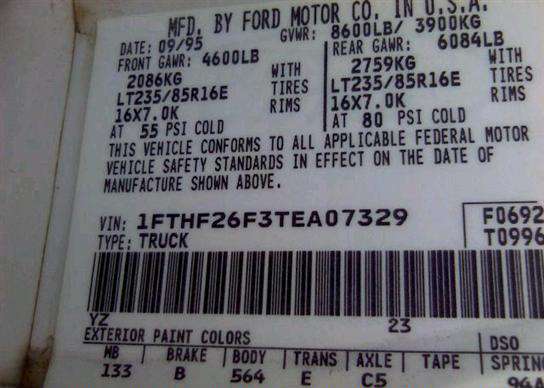 MFD. BY FORD MOTOR CO. IN U.S.A.
DATE: 09/95 GVWR: 8600LB/ 3900KG
FRONT GAWR: 4600LB REAR GAWR: 6084LB
2086KG WITH 2759KG WITH
LT235/85R16E TIRES LT235/85R16E TIRES
16X7.0K RIMS 16X7.0K RIMS
AT 55 PSI COLD AT 80 PSI COLD
THIS VEHICLE CONFORMS TO ALL APPLICABLE FEDERAL MOTOR
VEHICLE SAFETY STANDARDS IN EFFECT ON THE DATE OF
MANUFACTURE SHOWN ABOVE.
VIN: 1FTHF26F3TEA07329 F0692
TYPE: TRUCK T0996
YZ 23
EXTERIOR PAINT COLORS DSO
WB BRAKE BODY TRANS AXLE TAPE SPRING
133 B 564 E C5